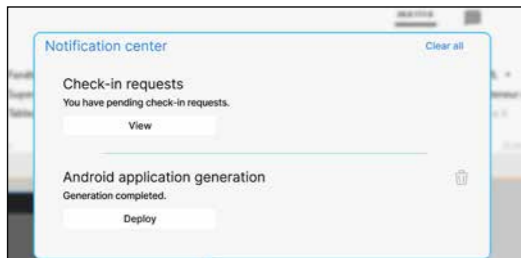 Notification center
Clear all
Check-in requests
You have pending check-in requests.
View
Android application generation
Generation completed.
Deploy